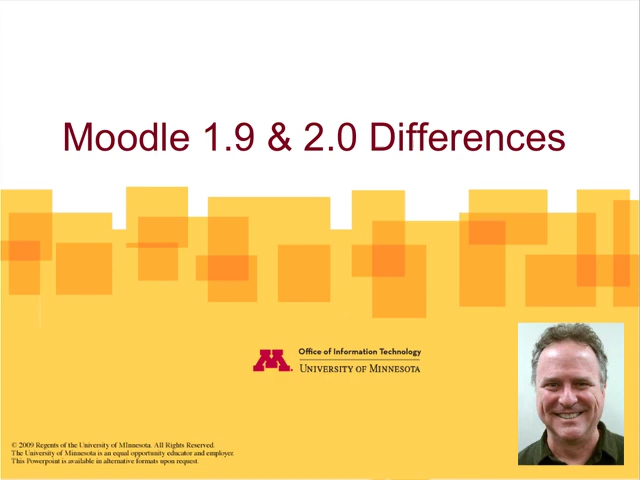 Moodle 1.9 & 2.0 Differences
Office of Information Technology
UNIVERSITY OF MINNESOTA
© 2009 Regents of the University of MInnesota. All Rights Reserved.
The University of Minnesota is an equal opportunity educator and employer.
This Powerpoint is available in alternative formats upon request.